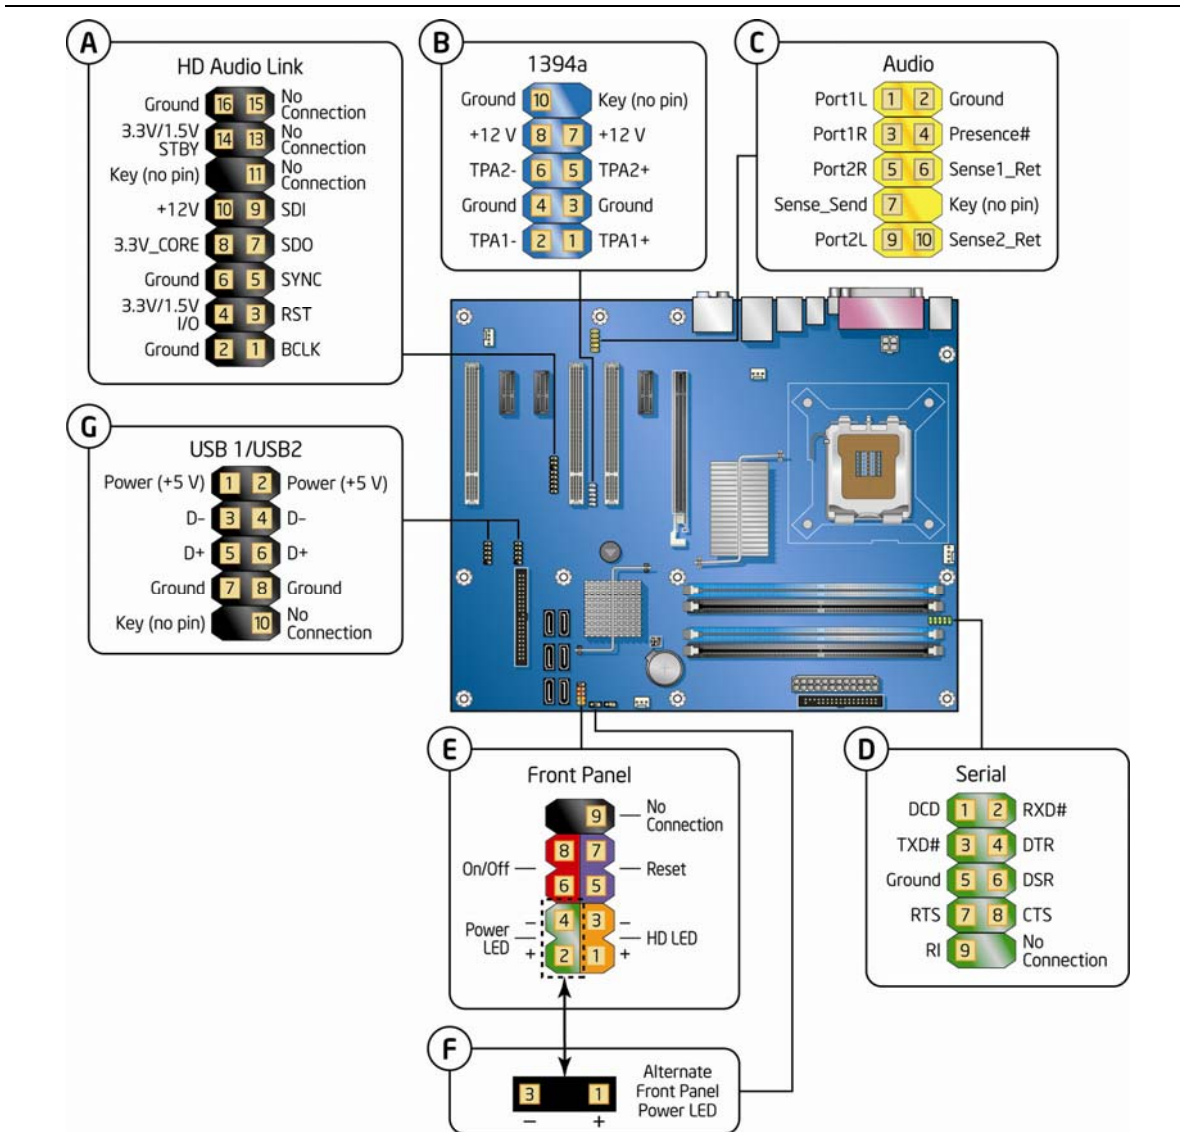 A
HD Audio Link
Ground 16 15 No Connection
3.3V/1.5V STBY 14 13 No Connection
Key (no pin) 11 No Connection
+12V 10 9 SDI
3.3V_CORE 8 7 SDO
Ground 6 5 SYNC
3.3V/1.5V I/O 4 3 RST
Ground 2 1 BCLK
B
1394a
Ground 10 Key (no pin)
+12 V 8 7 +12 V
TPA2- 6 5 TPA2+
Ground 4 3 Ground
TPA1- 2 1 TPA1+
C
Audio
Port1L 1 2 Ground
Port1R 3 4 Presence#
Port2R 5 6 Sense1_Ret
Sense_Send 7 Key (no pin)
Port2L 9 10 Sense2_Ret
G
USB 1/USB2
Power (+5 V) 1 2 Power (+5 V)
D- 3 4 D-
D+ 5 6 D+
Ground 7 8 Ground
Key (no pin) 10 No Connection
E
Front Panel
9 No Connection
8 7
On/Off Reset
6 5
- 4 3 -
Power LED HD LED
+ 2 1 +
D
Serial
DCD 1 2 RXD#
TXD# 3 4 DTR
Ground 5 6 DSR
RTS 7 8 CTS
RI 9 No Connection
F
3 1
- +
Alternate
Front Panel
Power LED